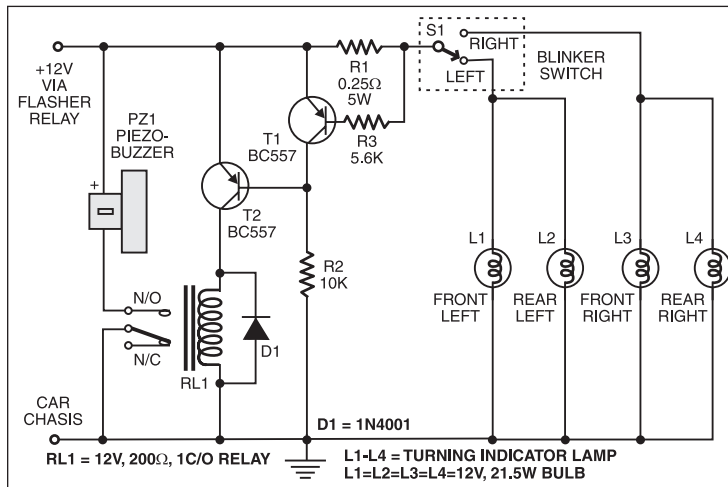 +12V
VIA
FLASHER
RELAY
PZ1
PIEZO-
BUZZER
+
R1
0.25Ω
5W
S1
RIGHT
LEFT
BLINKER
SWITCH
T1
BC557
R3
5.6K
T2
BC557
R2
10K
L1
FRONT
LEFT
L2
REAR
LEFT
L3
FRONT
RIGHT
L4
REAR
RIGHT
N/O
N/C
RL1
D1
CAR
CHASIS
D1 = 1N4001
RL1 = 12V, 200Ω, 1C/O RELAY
L1-L4 = TURNING INDICATOR LAMP
L1=L2=L3=L4=12V, 21.5W BULB